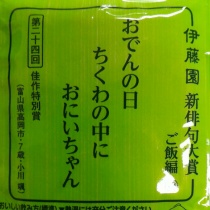 伊藤園 新俳句大賞
ご飯編
おでんの日
ちくわの中に
おにいちゃん
第二十四回 佳作特別賞
(富山県高岡市・7歳・小川